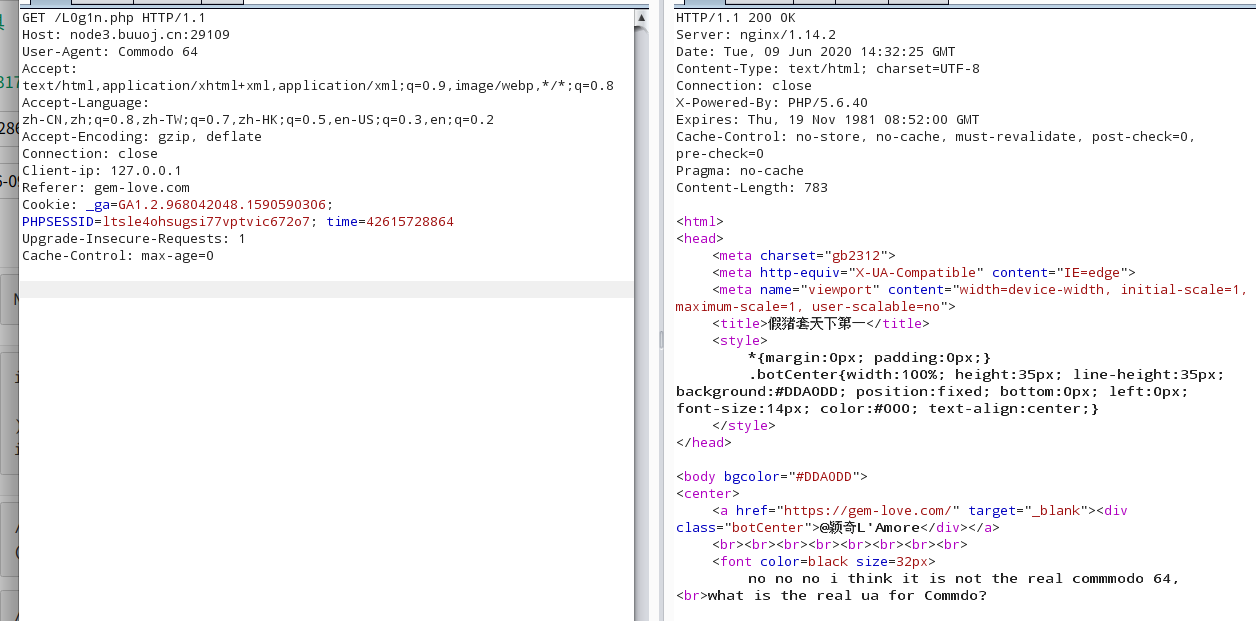 GET /L0g1n.php HTTP/1.1
Host: node3.buuoj.cn:29109
User-Agent: Commodo 64
Accept:
text/html,application/xhtml+xml,application/xml;q=0.9,image/webp,*/*;q=0.8
Accept-Language:
zh-CN,zh;q=0.8,zh-TW;q=0.7,zh-HK;q=0.5,en-US;q=0.3,en;q=0.2
Accept-Encoding: gzip, deflate
Connection: close
Client-ip: 127.0.0.1
Referer: gem-love.com
Cookie: _ga=GA1.2.968042048.1590590306;
PHPSESSID=ltsle4ohsugsi77vptvic672o7; time=42615728864
Upgrade-Insecure-Requests: 1
Cache-Control: max-age=0
HTTP/1.1 200 OK
Server: nginx/1.14.2
Date: Tue, 09 Jun 2020 14:32:25 GMT
Content-Type: text/html; charset=UTF-8
Connection: close
X-Powered-By: PHP/5.6.40
Expires: Thu, 19 Nov 1981 08:52:00 GMT
Cache-Control: no-store, no-cache, must-revalidate, post-check=0,
pre-check=0
Pragma: no-cache
Content-Length: 783
<html>
<head>
<meta charset="gb2312">
<meta http-equiv="X-UA-Compatible" content="IE=edge">
<meta name="viewport" content="width=device-width, initial-scale=1,
maximum-scale=1, user-scalable=no">
<title>假猪套天下第一</title>
<style>
*{margin:0px; padding:0px;}
.botCenter{width:100%; height:35px; line-height:35px;
background:#DDA0DD; position:fixed; bottom:0px; left:0px;
font-size:14px; color:#000; text-align:center;}
</style>
</head>
<body bgcolor="#DDA0DD">
<center>
<a href="https://gem-love.com/" target="_blank"><div
class="botCenter">@颖奇L'Amore</div></a>
<br><br><br><br><br><br><br><br>
<font color=black size=32px>
no no no i think it is not the real commmodo 64,
<br>what is the real ua for Commdo?